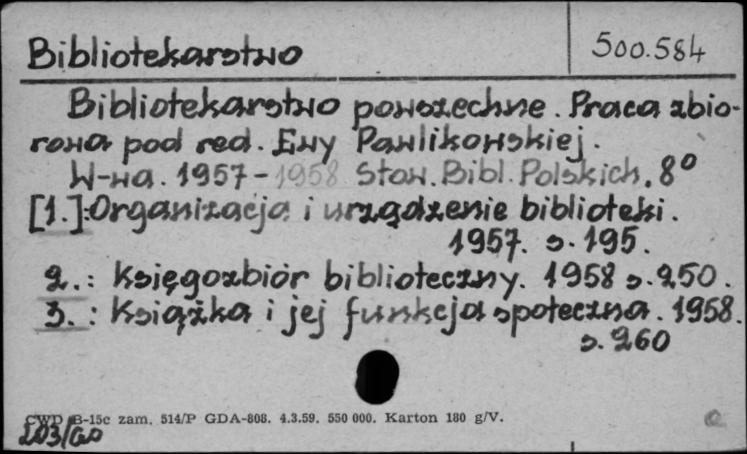 Bibliotekarstwo 500.584
Bibliotekarstwo powszechne. Praca zbio-
rowa pod red. Ewy Pawlikowskiej.
W-wa. 1957-1958 Stow. Bibl. Polskich. 8°
[1.]:Organizacja i urządzenie biblioteki.
1957. s. 195.
2.: Księgozbiór biblioteczny. 1958 s. 250.
3.: Książka i jej funkcja społeczna. 1958.
s. 260
CWD B-15c zam. 514/P GDA-808. 4.3.59. 550 000. Karton 180 g/V.